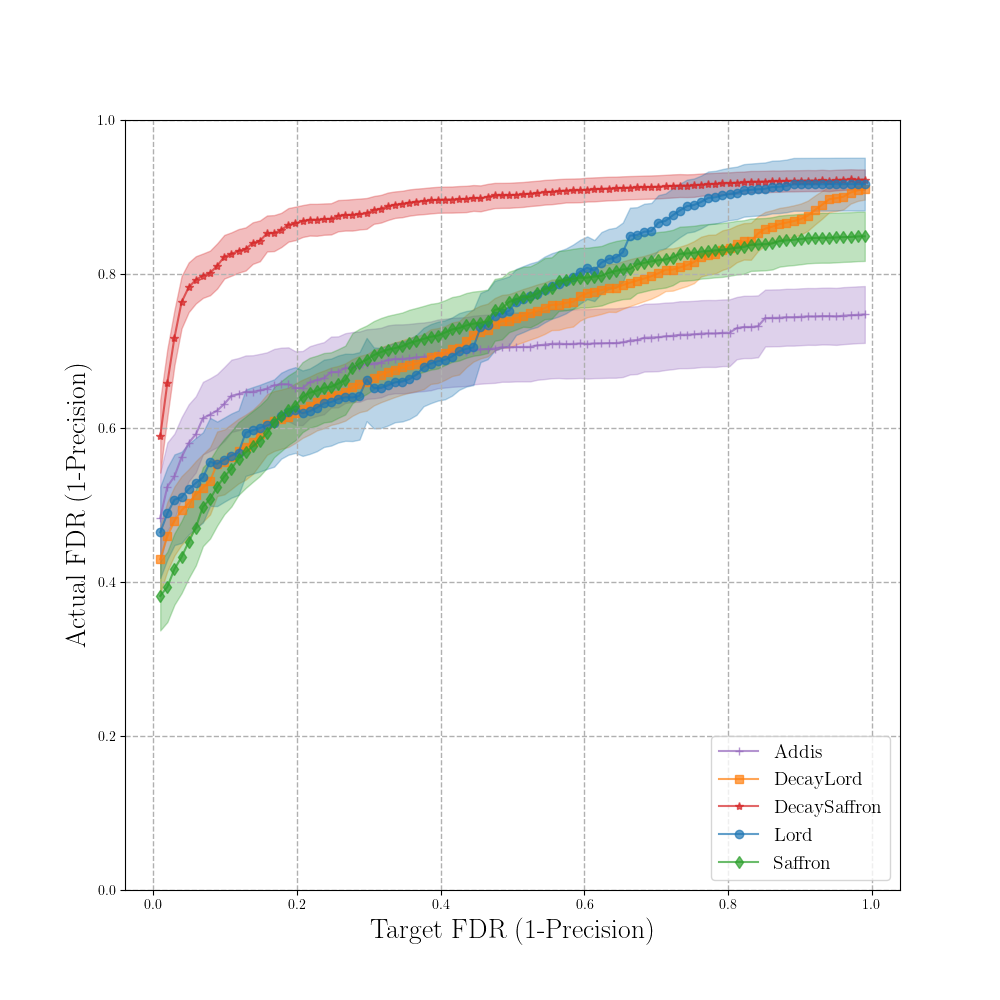 1.0
0.8
0.6
0.4
0.2
0.0
Actual FDR (1-Precision)
0.0 0.2 0.4 0.6 0.8 1.0
Target FDR (1-Precision)
Addis
DecayLord
DecaySaffron
Lord
Saffron